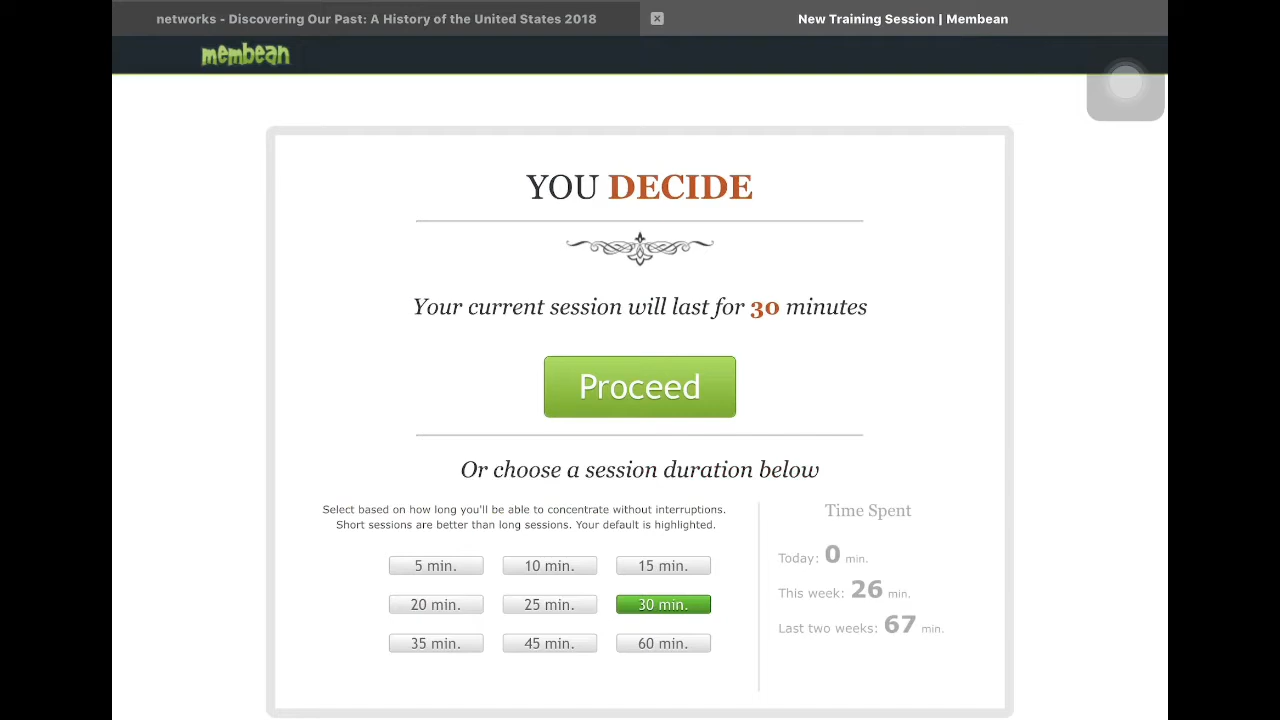 networks - Discovering Our Past: A History of the United States 2018
New Training Session | Membean
membean
YOU DECIDE
Your current session will last for 30 minutes
Proceed
Or choose a session duration below
Select based on how long you'll be able to concentrate without interruptions.
Short sessions are better than long sessions. Your default is highlighted.
5 min. 10 min. 15 min.
20 min. 25 min. 30 min.
35 min. 45 min. 60 min.
Time Spent
Today: 0 min.
This week: 26 min.
Last two weeks: 67 min.